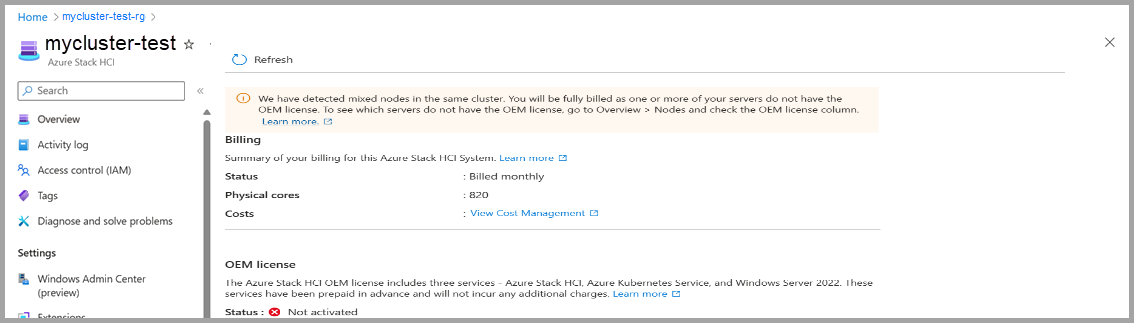 Home > mycluster-test-rg >
mycluster-test
Azure Stack HCI
Search
«
Overview
Activity log
Access control (IAM)
Tags
Diagnose and solve problems
Settings
Windows Admin Center
(preview)
Extensions
Refresh
We have detected mixed nodes in the same cluster. You will be fully billed as one or more of your servers do not have the
OEM license. To see which servers do not have the OEM license, go to Overview > Nodes and check the OEM license column.
Learn more.
Billing
Summary of your billing for this Azure Stack HCI System. Learn more
Status : Billed monthly
Physical cores : 820
Costs : View Cost Management
OEM license
The Azure Stack HCI OEM license includes three services - Azure Stack HCI, Azure Kubernetes Service, and Windows Server 2022. These
services have been prepaid in advance and will not incur any additional charges. Learn more
Status : Not activated